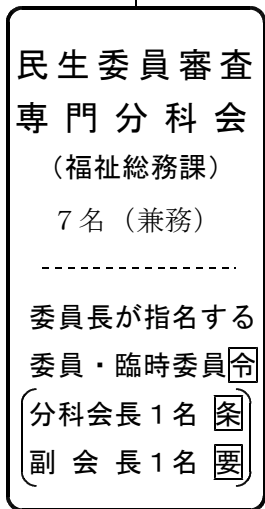 民生委員審査
専門分科会
（福祉総務課）
７名（兼務）
委員長が指名する
委員・臨時委員令
分科会長１名 条
副会長１名 要